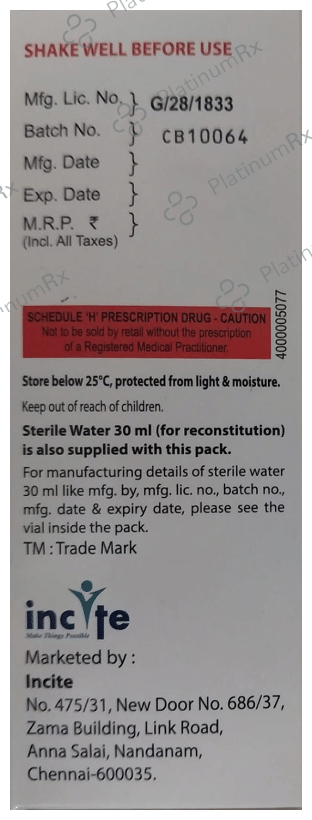 SHAKE WELL BEFORE USE
Mfg. Lic. No. } G/28/1833
Batch No. } CB10064
Mfg. Date }
Exp. Date }
M.R.P. ₹ }
(Incl. All Taxes)
SCHEDULE 'H' PRESCRIPTION DRUG - CAUTION
Not to be sold by retail without the prescription
of a Registered Medical Practitioner.
4000005077
Store below 25°C, protected from light & moisture.
Keep out of reach of children.
Sterile Water 30 ml (for reconstitution)
is also supplied with this pack.
For manufacturing details of sterile water
30 ml like mfg. by, mfg. lic. no., batch no.,
mfg. date & expiry date, please see the
vial inside the pack.
TM : Trade Mark
incite
Make Things Possible
Marketed by :
Incite
No. 475/31, New Door No. 686/37,
Zama Building, Link Road,
Anna Salai, Nandanam,
Chennai-600035.
PlatinumRx
PlatinumRx
PlatinumRx